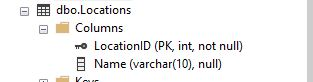 dbo.Locations
Columns
LocationID (PK, int, not null)
Name (varchar(10), null)
Keys